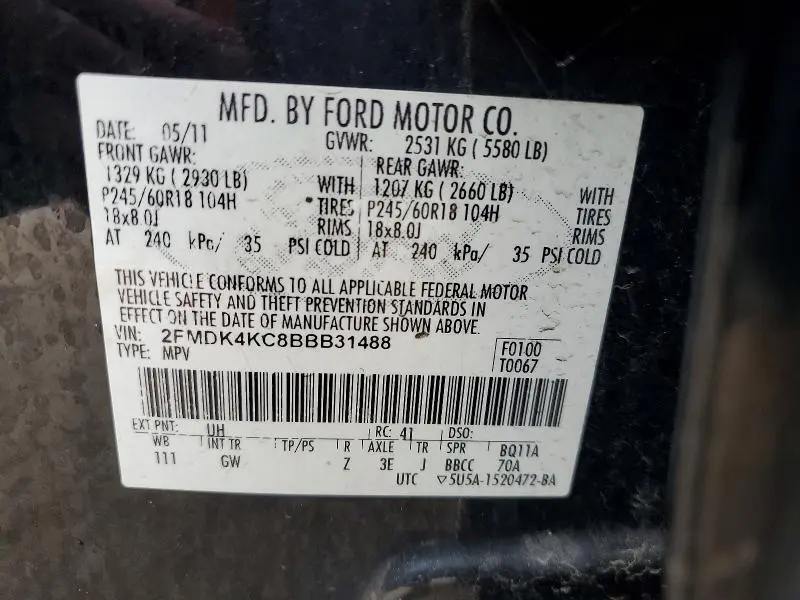 MFD. BY FORD MOTOR CO.
DATE: 05/11 GVWR: 2531 KG ( 5580 LB)
FRONT GAWR: REAR GAWR:
1329 KG ( 2930 LB) WITH 1207 KG ( 2660 LB) WITH
P245/60R18 104H TIRES P245/60R18 104H TIRES
18x8.0J RIMS 18x8.0J RIMS
AT 240 kPa/ 35 PSI COLD AT 240 kPa/ 35 PSI COLD
THIS VEHICLE CONFORMS TO ALL APPLICABLE FEDERAL MOTOR
VEHICLE SAFETY AND THEFT PREVENTION STANDARDS IN
EFFECT ON THE DATE OF MANUFACTURE SHOWN ABOVE.
VIN: 2FMDK4KC8BBB31488 F0100
TYPE: MPV T0067
EXT PNT: UH RC: 41 DSO:
WB INT TR TP/PS R AXLE TR SPR BQ11A
111 GW Z 3E J BBCC 70A
UTC ▽5U5A-1520472-BA